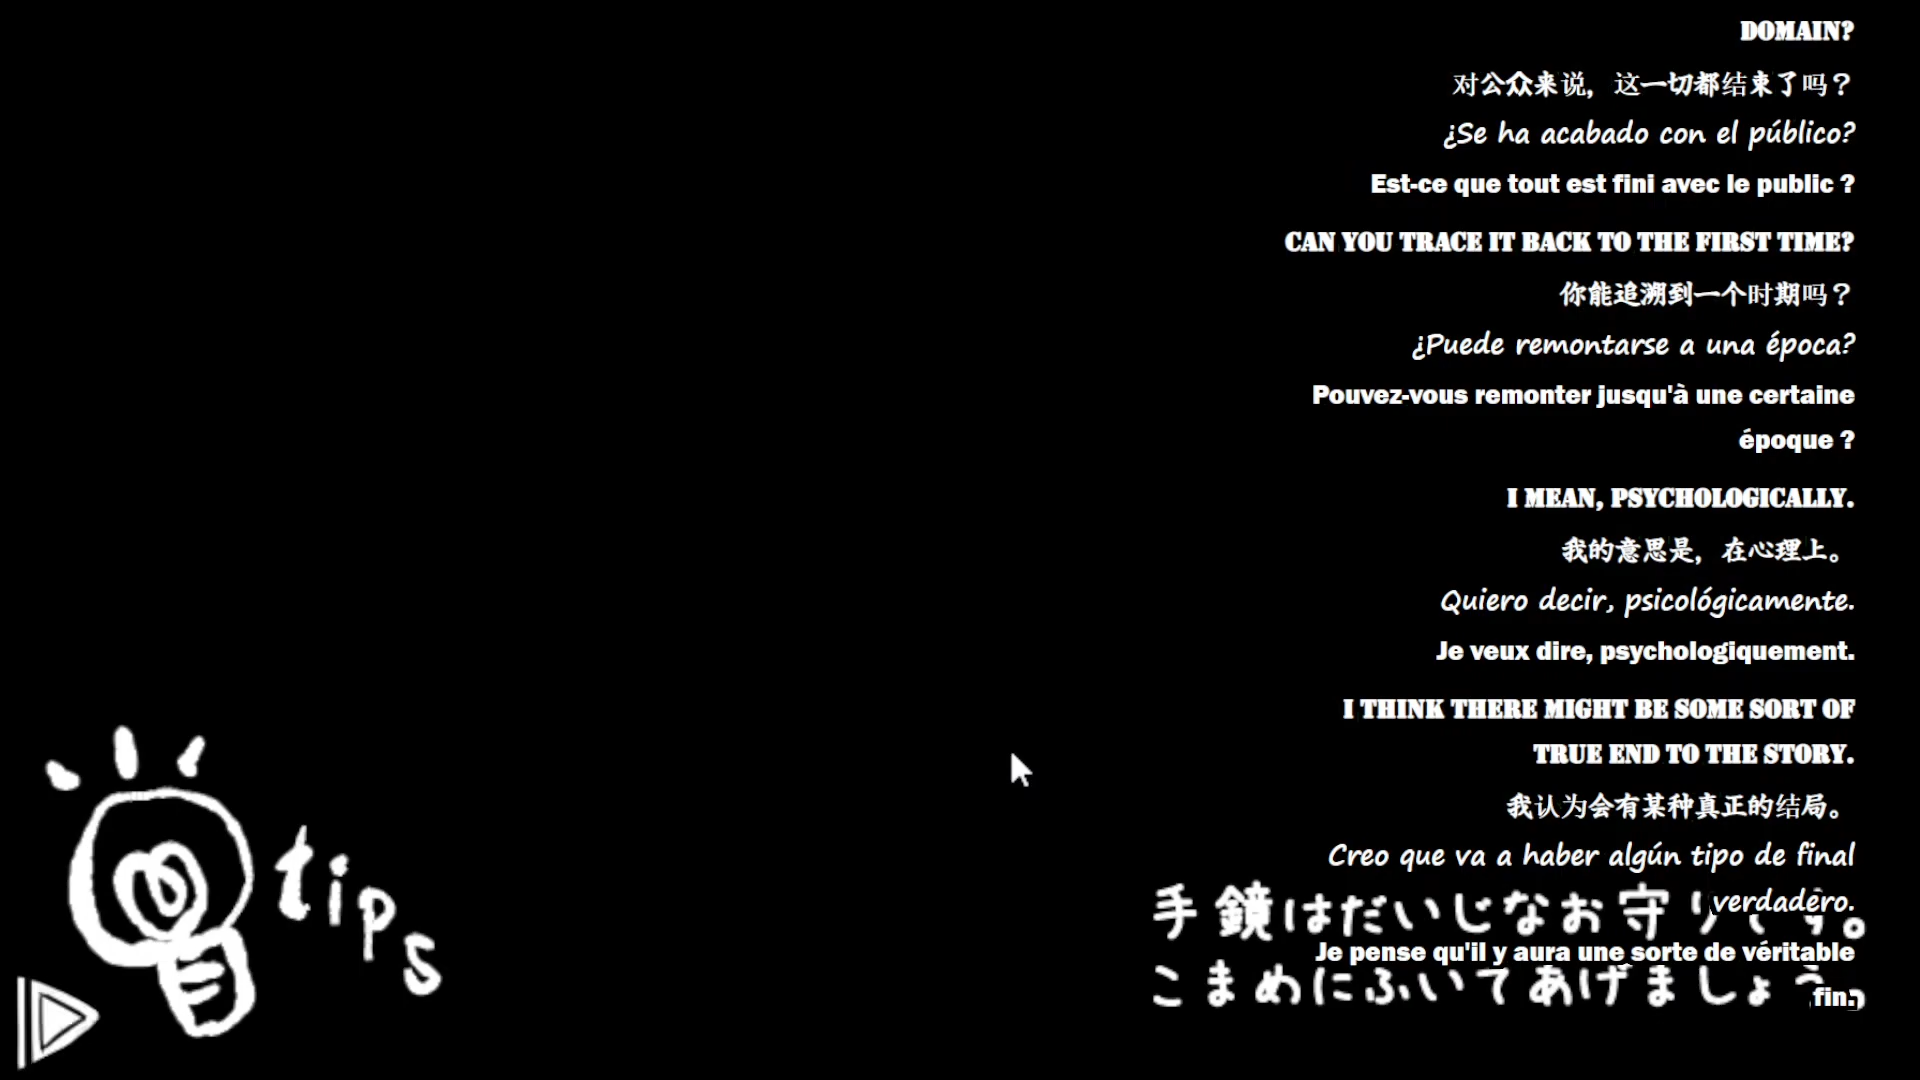 DOMAIN?
对公众来说，这一切都结束了吗？
¿Se ha acabado con el público?
Est-ce que tout est fini avec le public ?
CAN YOU TRACE IT BACK TO THE FIRST TIME?
你能追溯到一个时期吗？
¿Puede remontarse a una época?
Pouvez-vous remonter jusqu'à une certaine
époque ?
I MEAN, PSYCHOLOGICALLY.
我的意思是，在心理上。
Quiero decir, psicológicamente.
Je veux dire, psychologiquement.
I THINK THERE MIGHT BE SOME SORT OF
TRUE END TO THE STORY.
我认为会有某种真正的结局。
Creo que va a haber algún tipo de final
verdadero.
Je pense qu'il y aura une sorte de véritable
fin.
tips
手鏡はだいじなお守りです。
こまめにふいてあげましょう。